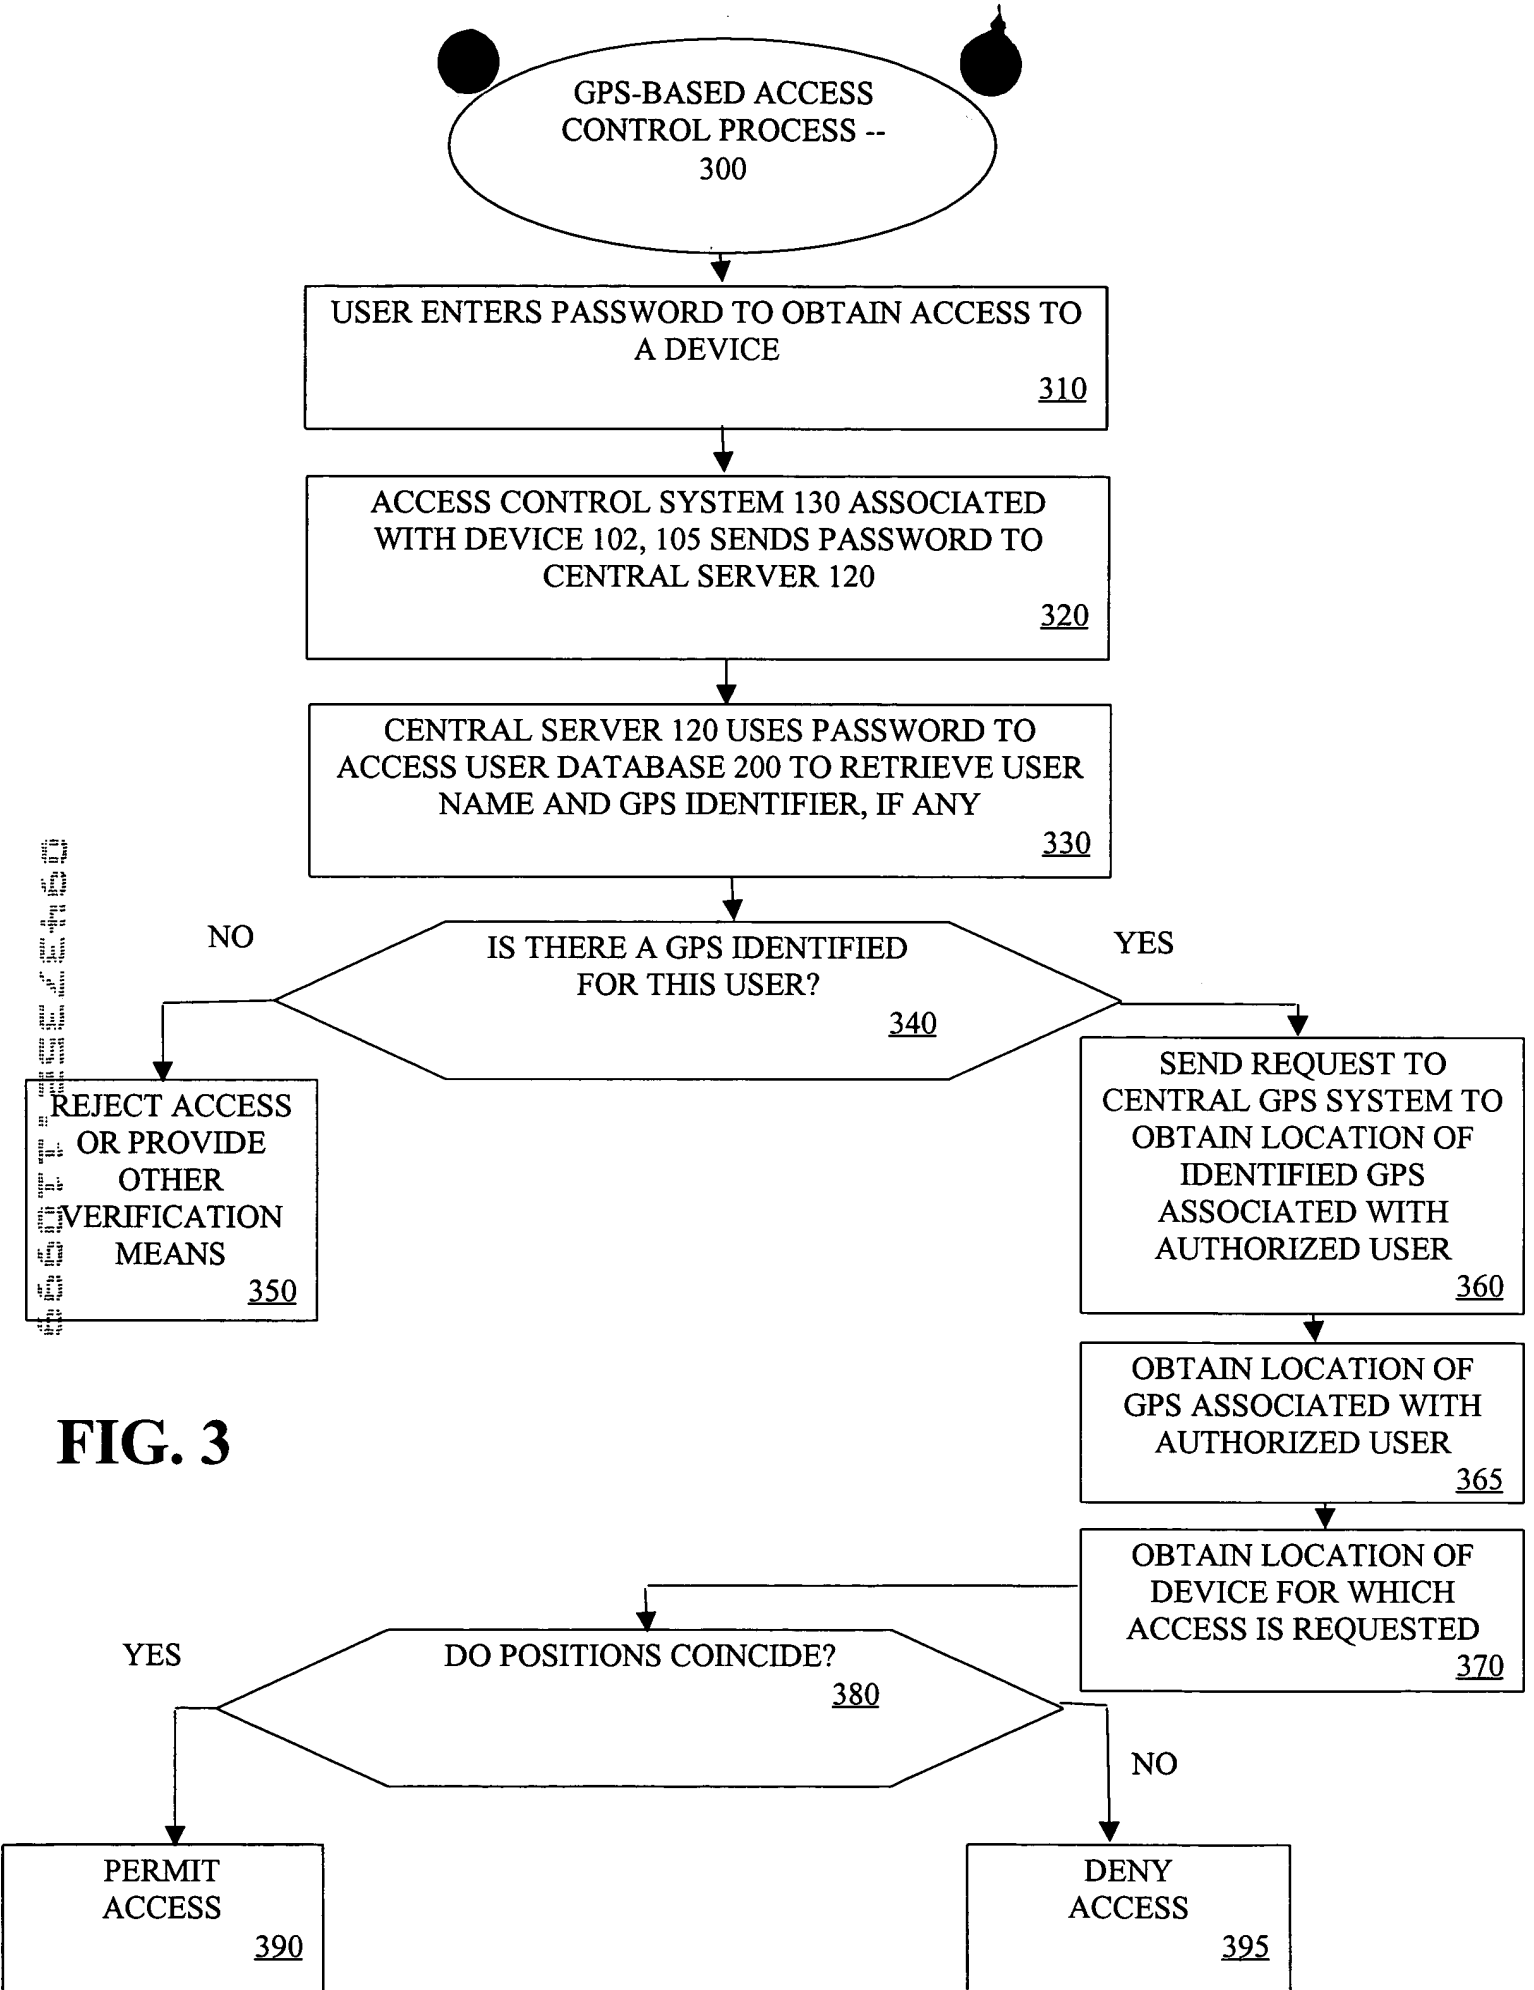 GPS-BASED ACCESS
CONTROL PROCESS --
300
USER ENTERS PASSWORD TO OBTAIN ACCESS TO
A DEVICE
310
ACCESS CONTROL SYSTEM 130 ASSOCIATED
WITH DEVICE 102, 105 SENDS PASSWORD TO
CENTRAL SERVER 120
320
CENTRAL SERVER 120 USES PASSWORD TO
ACCESS USER DATABASE 200 TO RETRIEVE USER
NAME AND GPS IDENTIFIER, IF ANY
330
NO
IS THERE A GPS IDENTIFIED
FOR THIS USER?
340
YES
REJECT ACCESS
OR PROVIDE
OTHER
VERIFICATION
MEANS
350
SEND REQUEST TO
CENTRAL GPS SYSTEM TO
OBTAIN LOCATION OF
IDENTIFIED GPS
ASSOCIATED WITH
AUTHORIZED USER
360
OBTAIN LOCATION OF
GPS ASSOCIATED WITH
AUTHORIZED USER
365
FIG. 3
OBTAIN LOCATION OF
DEVICE FOR WHICH
ACCESS IS REQUESTED
370
YES
DO POSITIONS COINCIDE?
380
NO
PERMIT
ACCESS
390
DENY
ACCESS
395